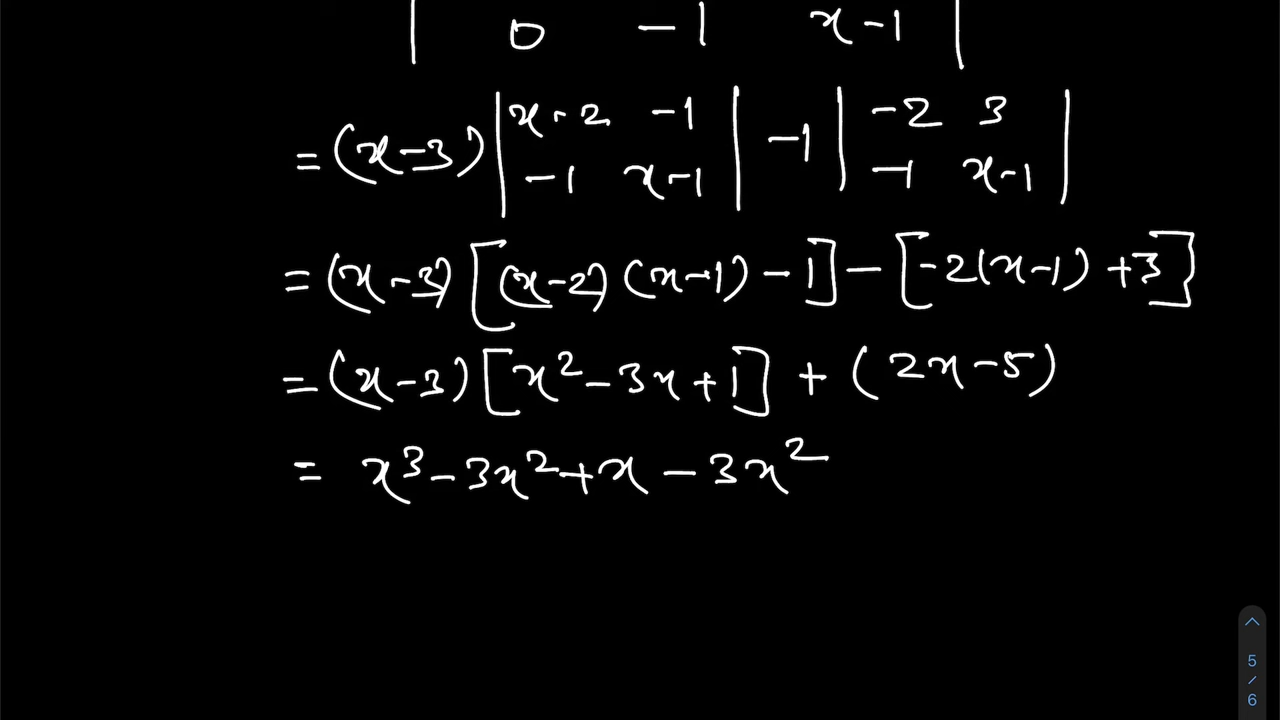 | 0 -1 x-1 |
= (x-3) | x-2 -1 | -1 | -2 3 |
| -1 x-1 | | -1 x-1 |
= (x-3) [(x-2) (x-1) - 1] - [-2(x-1) + 3]
= (x-3) [x² - 3x + 1] + (2x - 5)
= x³ - 3x² + x - 3x²
5
/
6